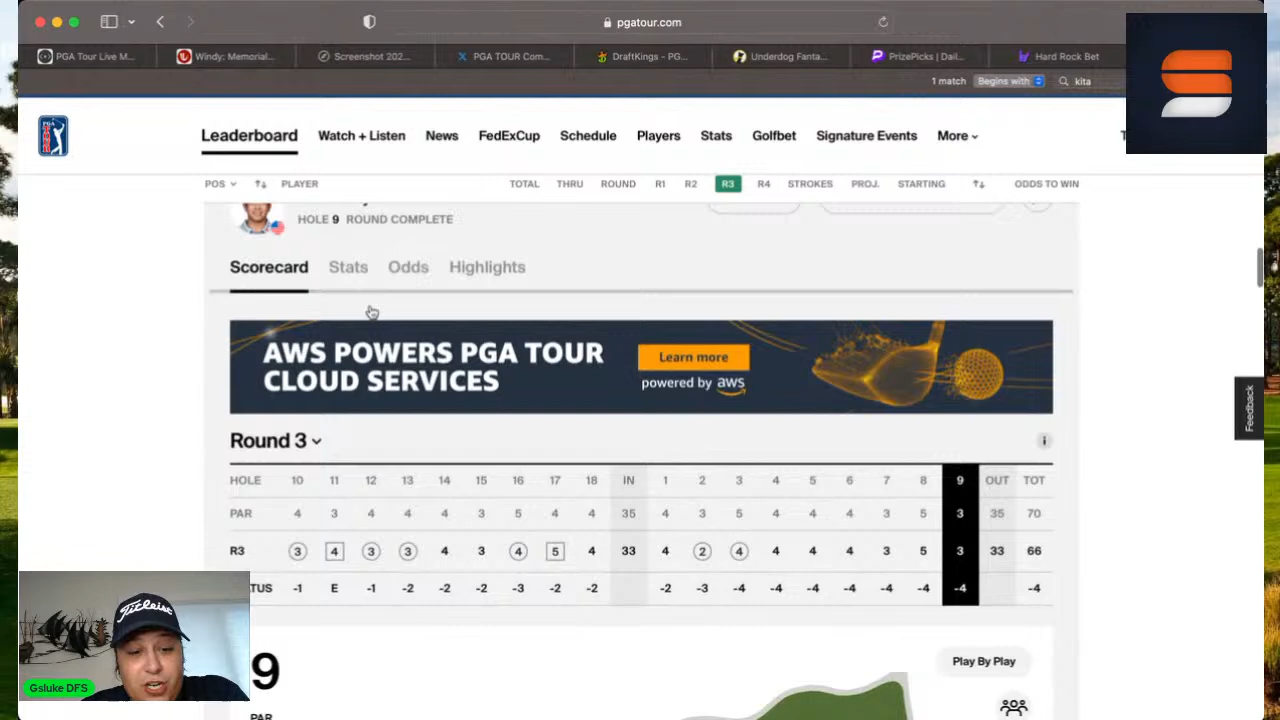 pgatour.com
PGA Tour Live M...
Windy: Memorial...
Screenshot 202...
PGA TOUR Com...
DraftKings - PG...
Underdog Fanta...
PrizePicks | Dail...
Hard Rock Bet
1 match Begins with kita
Leaderboard Watch + Listen News FedExCup Schedule Players Stats Golfbet Signature Events More
POS PLAYER TOTAL THRU ROUND R1 R2 R3 R4 STROKES PROJ. STARTING ODDS TO WIN
HOLE 9 ROUND COMPLETE
Scorecard Stats Odds Highlights
AWS POWERS PGA TOUR
CLOUD SERVICES
Learn more
powered by aws
Feedback
Round 3
i
HOLE 10 11 12 13 14 15 16 17 18 IN 1 2 3 4 5 6 7 8 9 OUT TOT
PAR 4 3 4 4 4 3 5 4 4 35 4 3 5 4 4 4 3 5 3 35 70
R3 3 4 3 3 4 3 4 5 4 33 4 2 4 4 4 4 3 5 3 33 66
TUS -1 E -1 -2 -2 -2 -3 -2 -2 -2 -3 -4 -4 -4 -4 -4 -4 -4 -4
9
Play By Play
PAR
Titleist
Gsluke DFS